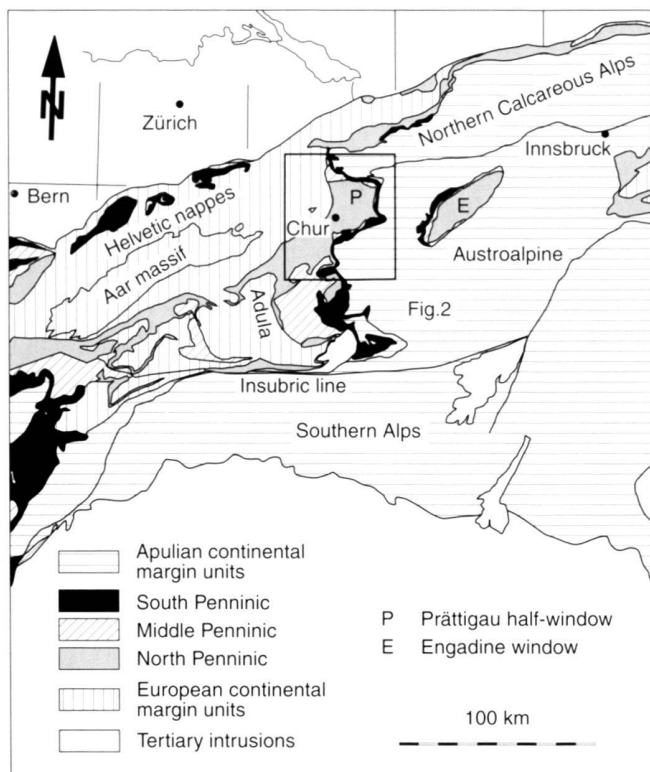 N
Zürich
Northern Calcareous Alps
Innsbruck
Bern
Helvetic nappes
P
Chur
E
Aar massif
Austroalpine
Adula
Fig.2
Insubric line
Southern Alps
Apulian continental
margin units
South Penninic
Middle Penninic
North Penninic
European continental
margin units
Tertiary intrusions
P Prättigau half-window
E Engadine window
100 km